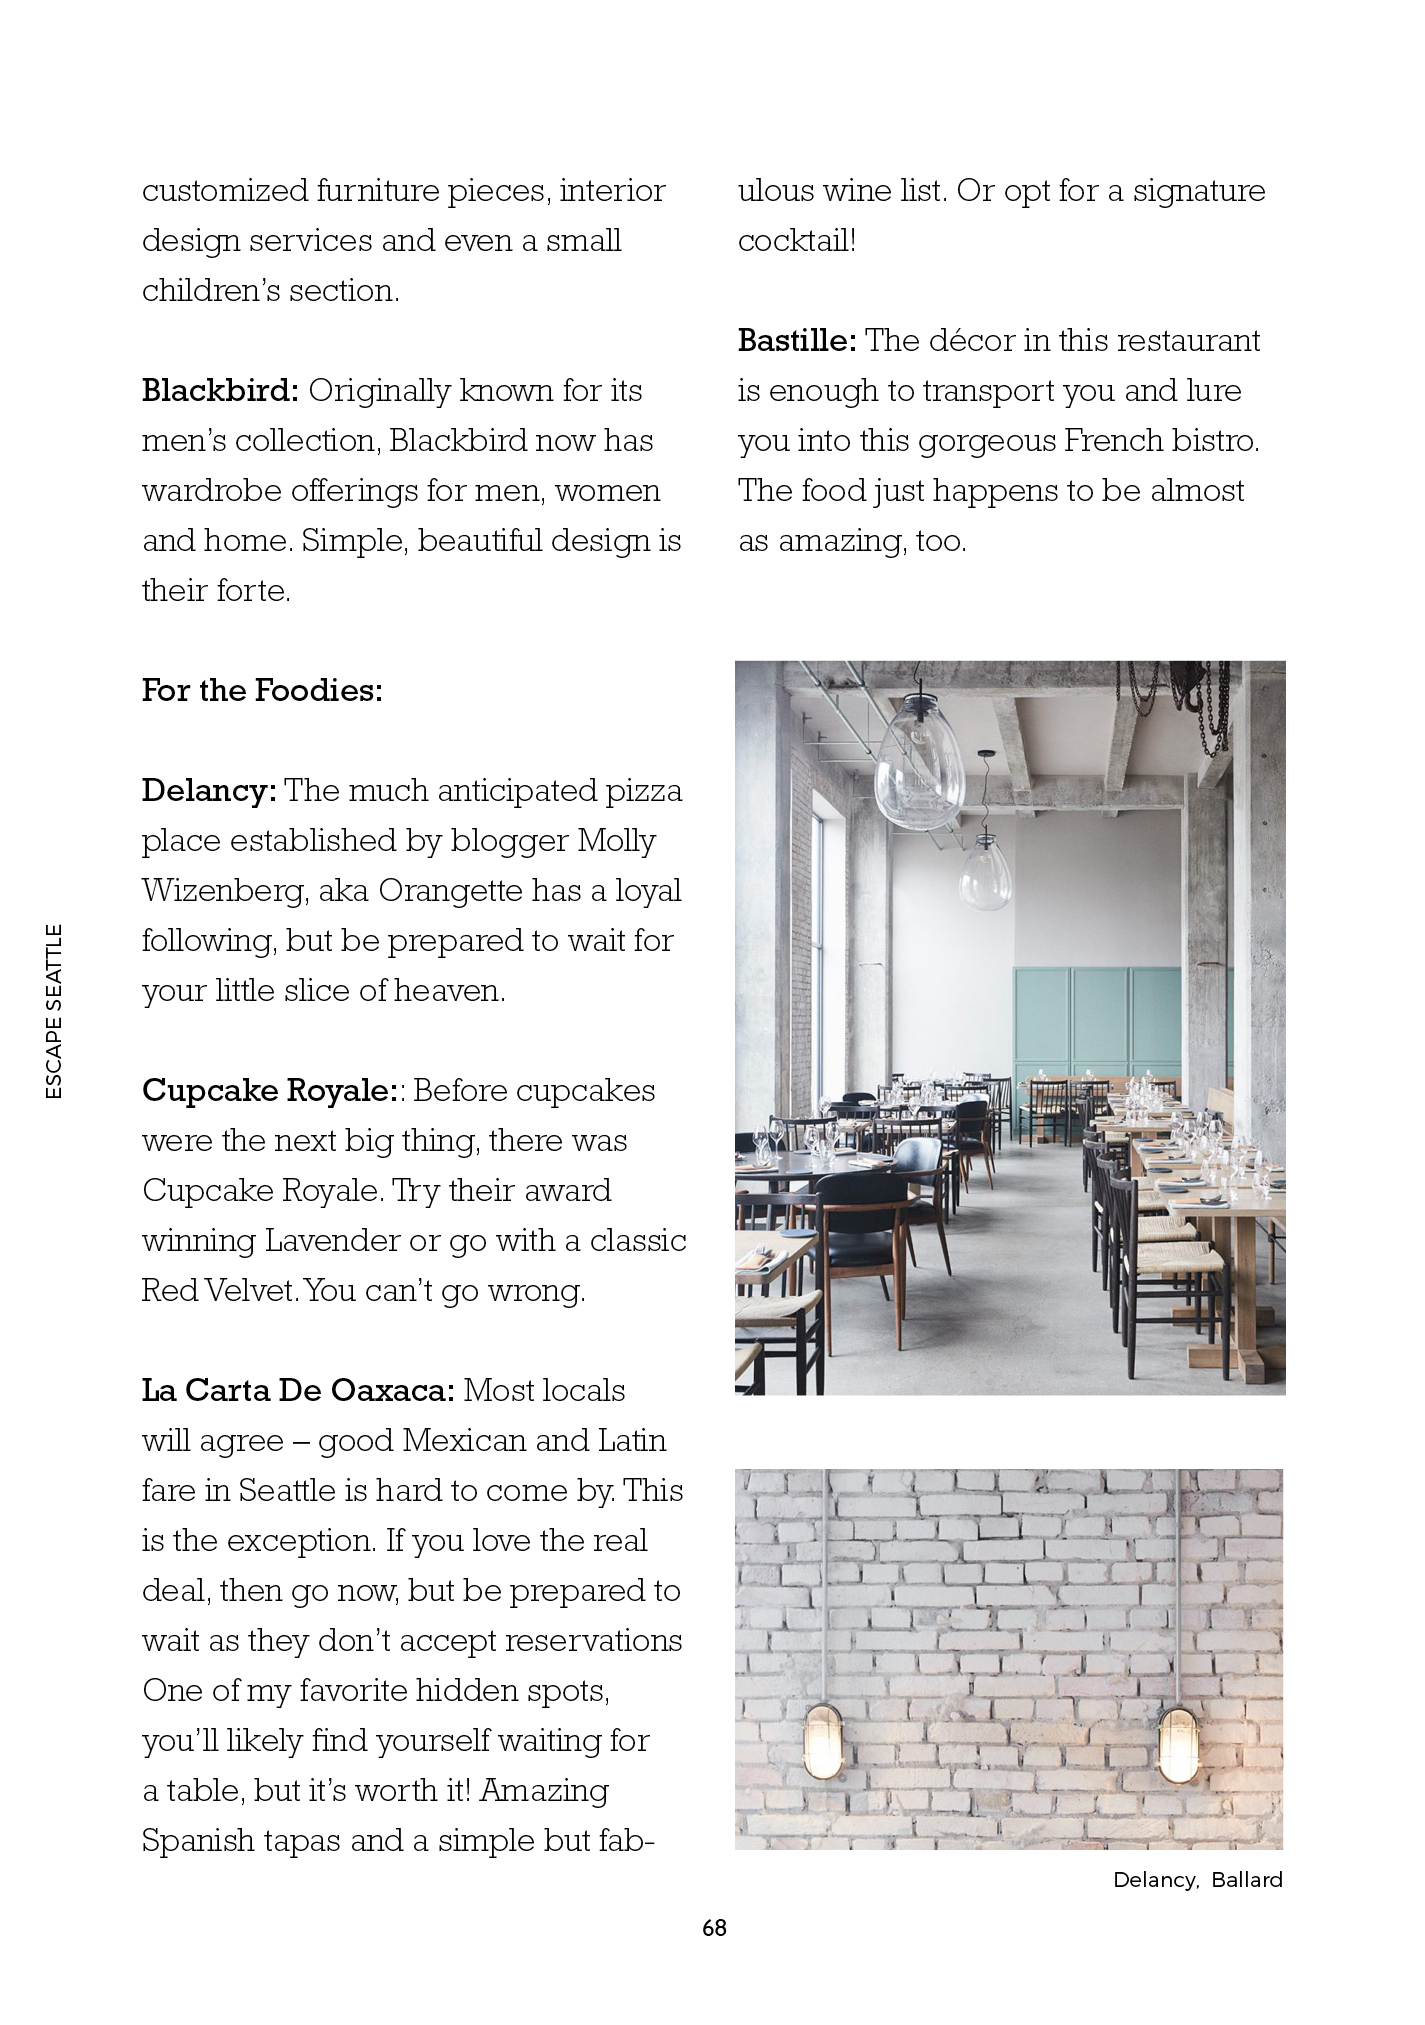 customized furniture pieces, interior
design services and even a small
children's section.
Blackbird: Originally known for its
men's collection, Blackbird now has
wardrobe offerings for men, women
and home. Simple, beautiful design is
their forte.
For the Foodies:
Delancy: The much anticipated pizza
place established by blogger Molly
Wizenberg, aka Orangette has a loyal
following, but be prepared to wait for
your little slice of heaven.
Cupcake Royale:: Before cupcakes
were the next big thing, there was
Cupcake Royale. Try their award
winning Lavender or go with a classic
Red Velvet. You can't go wrong.
La Carta De Oaxaca: Most locals
will agree – good Mexican and Latin
fare in Seattle is hard to come by. This
is the exception. If you love the real
deal, then go now, but be prepared to
wait as they don't accept reservations
One of my favorite hidden spots,
you'll likely find yourself waiting for
a table, but it's worth it! Amazing
Spanish tapas and a simple but fab-
ulous wine list. Or opt for a signature
cocktail!
Bastille: The décor in this restaurant
is enough to transport you and lure
you into this gorgeous French bistro.
The food just happens to be almost
as amazing, too.
Delancy, Ballard
68
ESCAPE SEATTLE